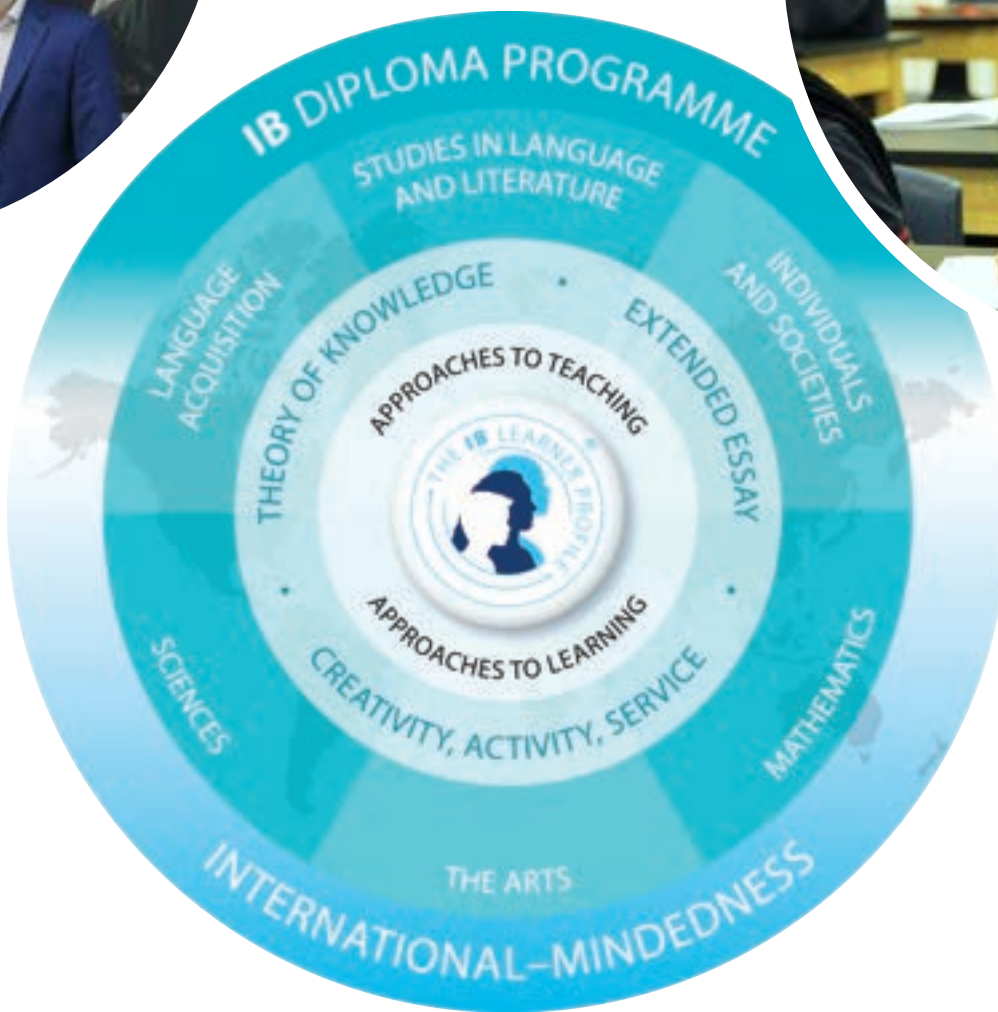 IB DIPLOMA PROGRAMME
STUDIES IN LANGUAGE
AND LITERATURE
LANGUAGE
ACQUISITION
INDIVIDUALS
AND SOCIETIES
THEORY OF KNOWLEDGE
EXTENDED ESSAY
APPROACHES TO TEACHING
THE IB LEARNER PROFILE®
APPROACHES TO LEARNING
CREATIVITY, ACTIVITY, SERVICE
SCIENCES
MATHEMATICS
THE ARTS
INTERNATIONAL–MINDEDNESS